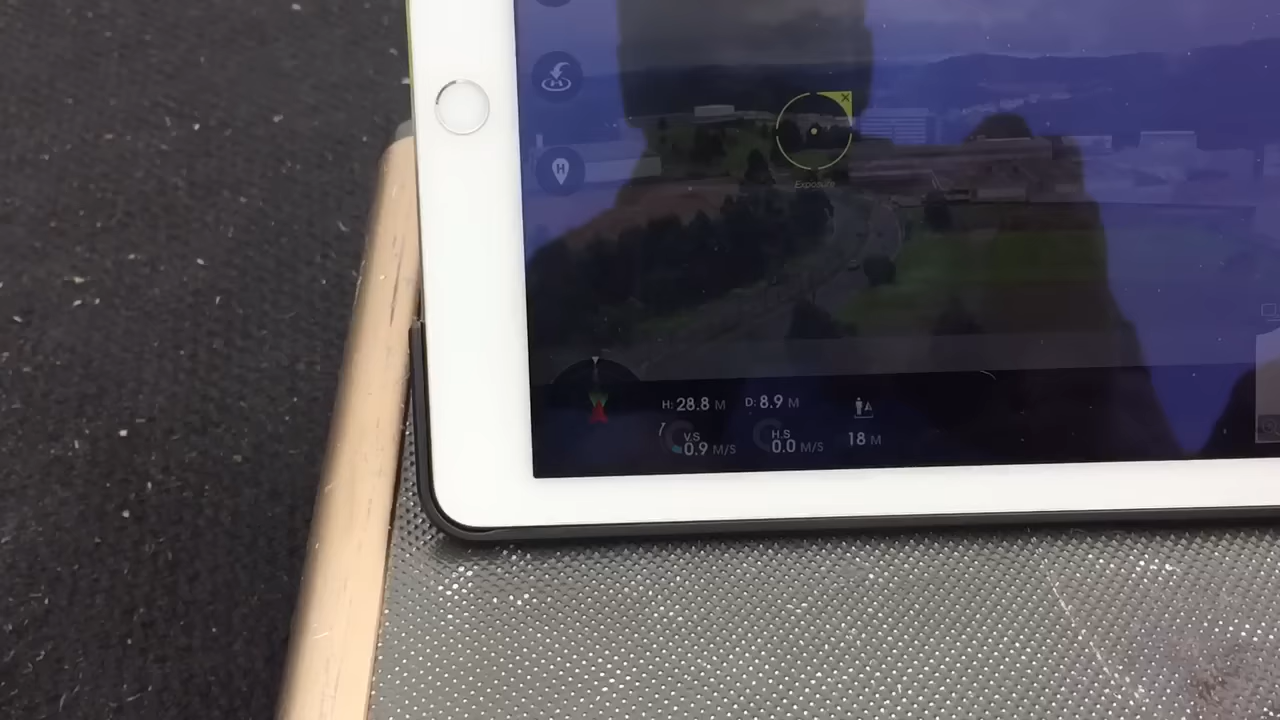 H
H
Exposure
H: 28.8 M D: 8.9 M
V.S
0.9 M/S
H.S
0.0 M/S
18 M